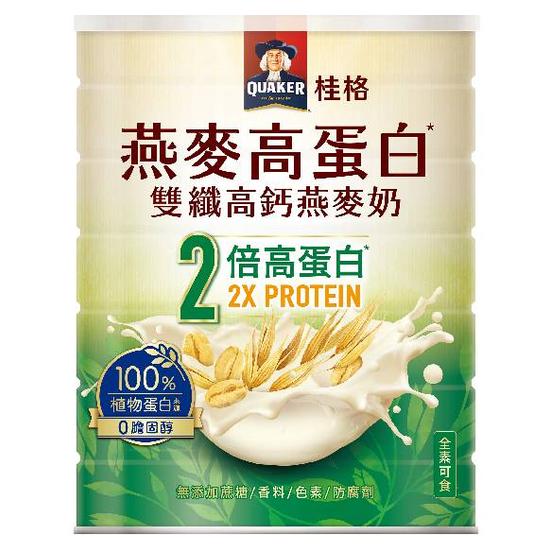 QUAKER
桂格
燕麥高蛋白*
雙纖高鈣燕麥奶
2倍高蛋白*
2X PROTEIN
100%
植物蛋白
0膽固醇
全素可食
無添加蔗糖/香料/色素/防腐劑